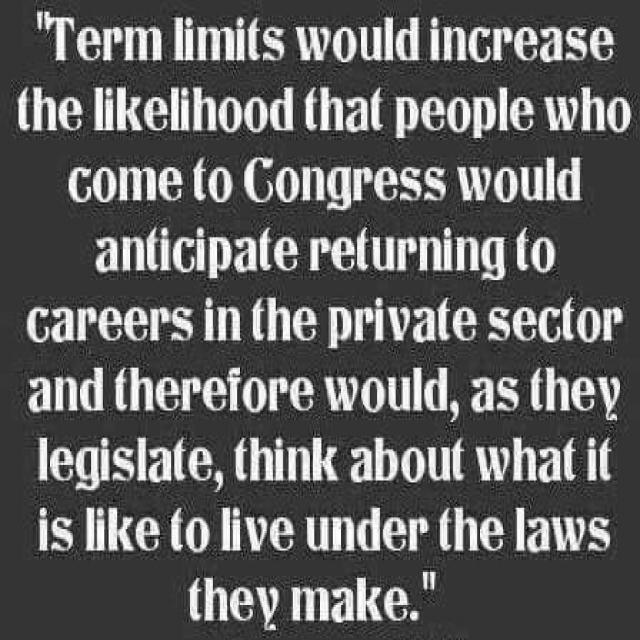 "Term limits would increase
the likelihood that people who
come to Congress would
anticipate returning to
careers in the private sector
and therefore would, as they
legislate, think about what it
is like to live under the laws
they make."